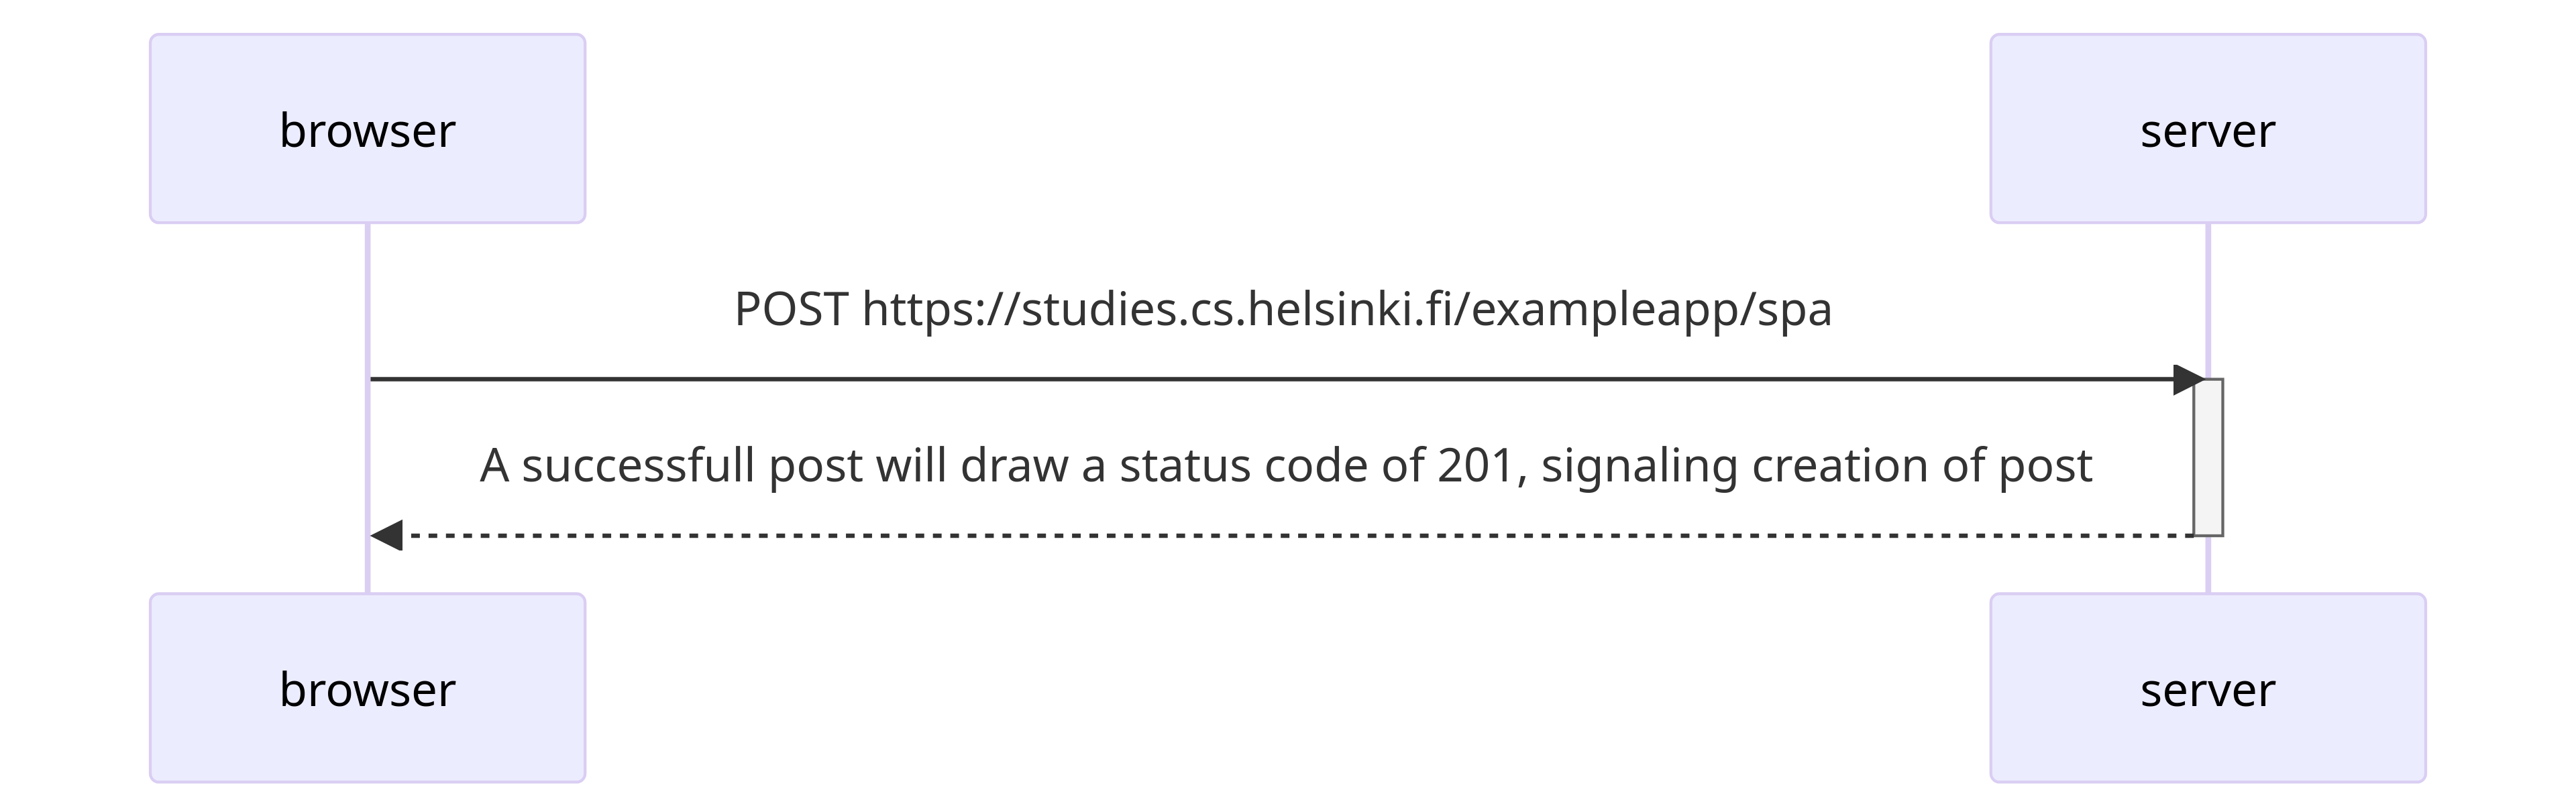 browser
server
POST https://studies.cs.helsinki.fi/exampleapp/spa
A successfull post will draw a status code of 201, signaling creation of post
browser
server